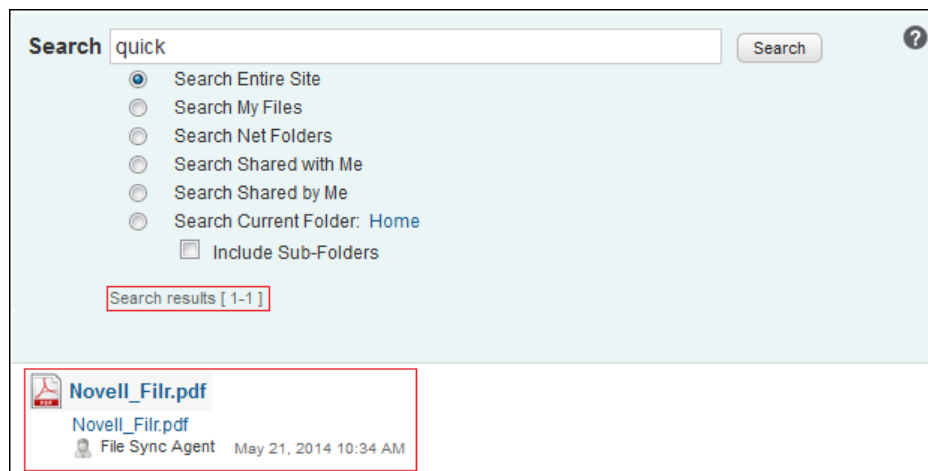 Search quick Search ?
Search Entire Site
Search My Files
Search Net Folders
Search Shared with Me
Search Shared by Me
Search Current Folder: Home
Include Sub-Folders
Search results [ 1-1 ]
PDF Novell_Filr.pdf
Novell_Filr.pdf
File Sync Agent May 21, 2014 10:34 AM